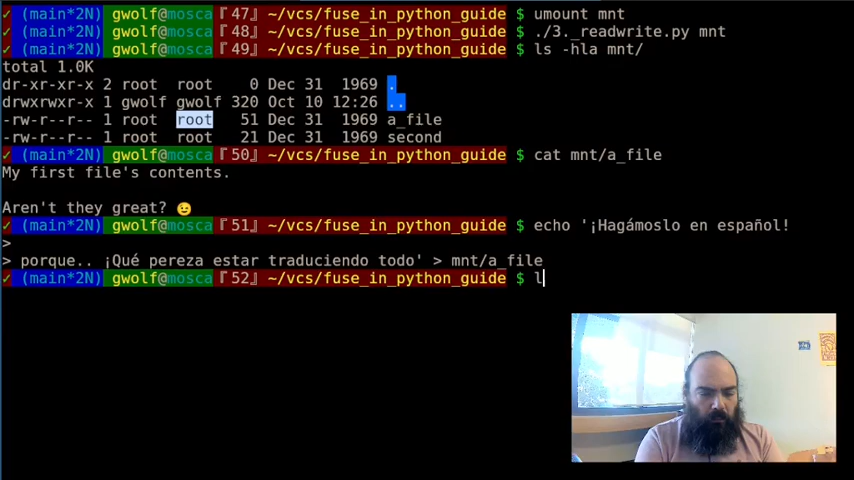 ✓ (main*2N) gwolf@mosca『47』~/vcs/fuse_in_python_guide $ umount mnt
✓ (main*2N) gwolf@mosca『48』~/vcs/fuse_in_python_guide $ ./3._readwrite.py mnt
✓ (main*2N) gwolf@mosca『49』~/vcs/fuse_in_python_guide $ ls -hla mnt/
total 1.0K
dr-xr-xr-x 2 root  root    0 Dec 31  1969 .
drwxrwxr-x 1 gwolf gwolf 320 Oct 10 12:26 ..
-rw-r--r-- 1 root  root   51 Dec 31  1969 a_file
-rw-r--r-- 1 root  root   21 Dec 31  1969 second
✓ (main*2N) gwolf@mosca『50』~/vcs/fuse_in_python_guide $ cat mnt/a_file
My first file's contents.
Aren't they great? 😉
✓ (main*2N) gwolf@mosca『51』~/vcs/fuse_in_python_guide $ echo '¡Hagámoslo en español!
>
> porque.. ¡Qué pereza estar traduciendo todo' > mnt/a_file
✓ (main*2N) gwolf@mosca『52』~/vcs/fuse_in_python_guide $ l